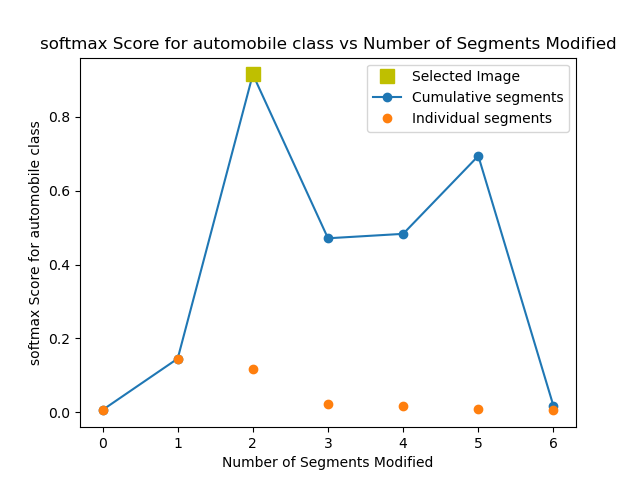 softmax Score for automobile class vs Number of Segments Modified
Selected Image
Cumulative segments
Individual segments
softmax Score for automobile class
0.8
0.6
0.4
0.2
0.0
0 1 2 3 4 5 6
Number of Segments Modified